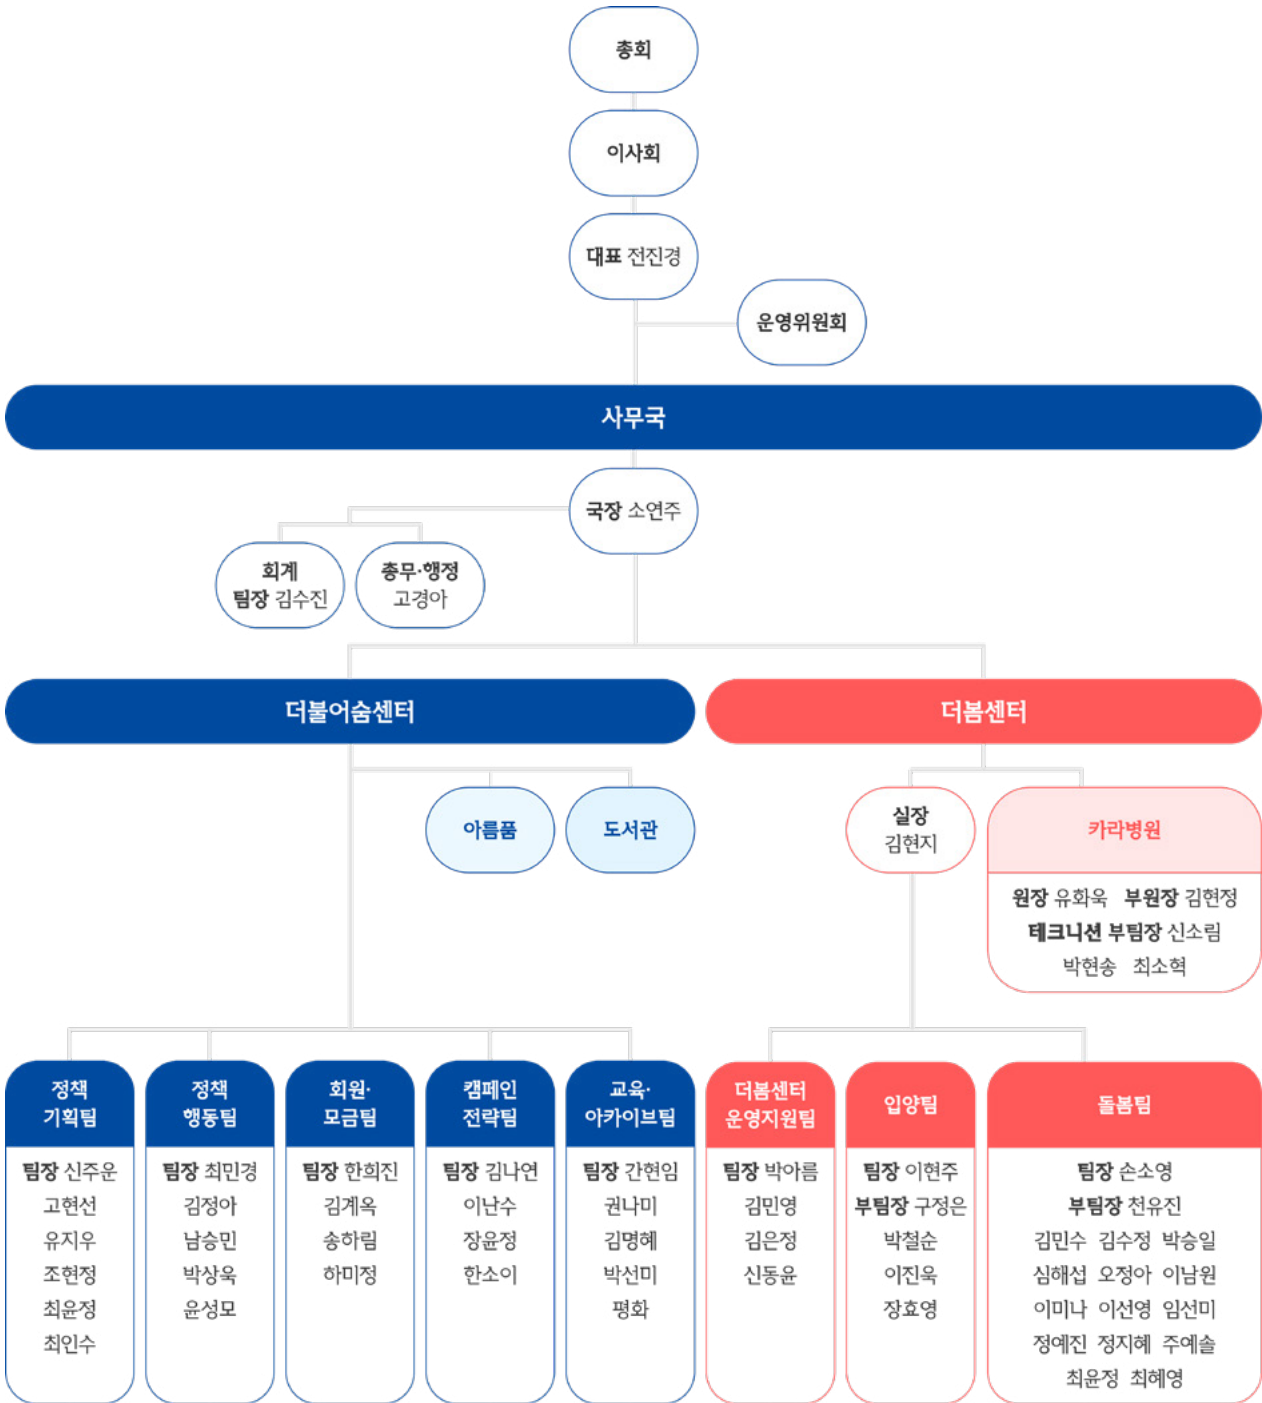 총회
이사회
대표 전진경
운영위원회
사무국
국장 소연주
회계
팀장 김수진
총무·행정
고경아
더불어숨센터
더봄센터
아름품
도서관
실장
김현지
카라병원
원장 유화욱 부원장 김현정
테크니션 부팀장 신소림
박현송 최소혁
정책
기획팀
팀장 신주운
고현선
유지우
조현정
최윤정
최인수
정책
행동팀
팀장 최민경
김정아
남승민
박상욱
윤성모
회원·
모금팀
팀장 한희진
김계옥
송하림
하미정
캠페인
전략팀
팀장 김나연
이난수
장윤정
한소이
교육·
아카이브팀
팀장 간현임
권나미
김명혜
박선미
평화
더봄센터
운영지원팀
팀장 박아름
김민영
김은정
신동윤
입양팀
팀장 이현주
부팀장 구정은
박철순
이진욱
장효영
돌봄팀
팀장 손소영
부팀장 천유진
김민수 김수정 박승일
심해섭 오정아 이남원
이미나 이선영 임선미
정예진 정지혜 주예솔
최윤정 최혜영